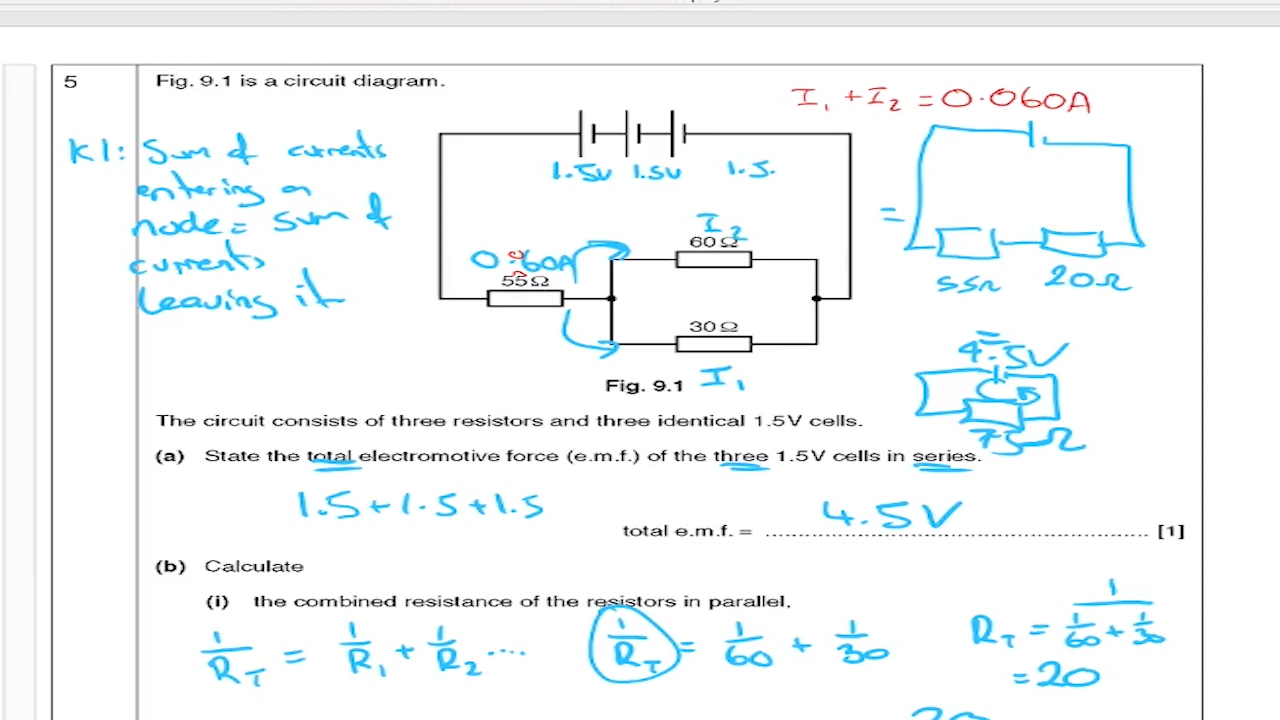 5
Fig. 9.1 is a circuit diagram.
I₁ + I₂ = 0.060A
K1: Sum of currents
entering a
node = sum of
currents
leaving it
1.5V 1.5V 1.5.
I₂
60 Ω
0.060A
55 Ω
=
55Ω 20Ω
30 Ω
I₁
Fig. 9.1
=
4.5V
75Ω
The circuit consists of three resistors and three identical 1.5V cells.
(a) State the total electromotive force (e.m.f.) of the three 1.5V cells in series.
1.5+1.5+1.5
total e.m.f. = 4.5V [1]
(b) Calculate
(i) the combined resistance of the resistors in parallel,
1/R_T = 1/R₁ + 1/R₂ ....
1/R_T = 1/60 + 1/30
R_T = 1/(1/60 + 1/30)
= 20